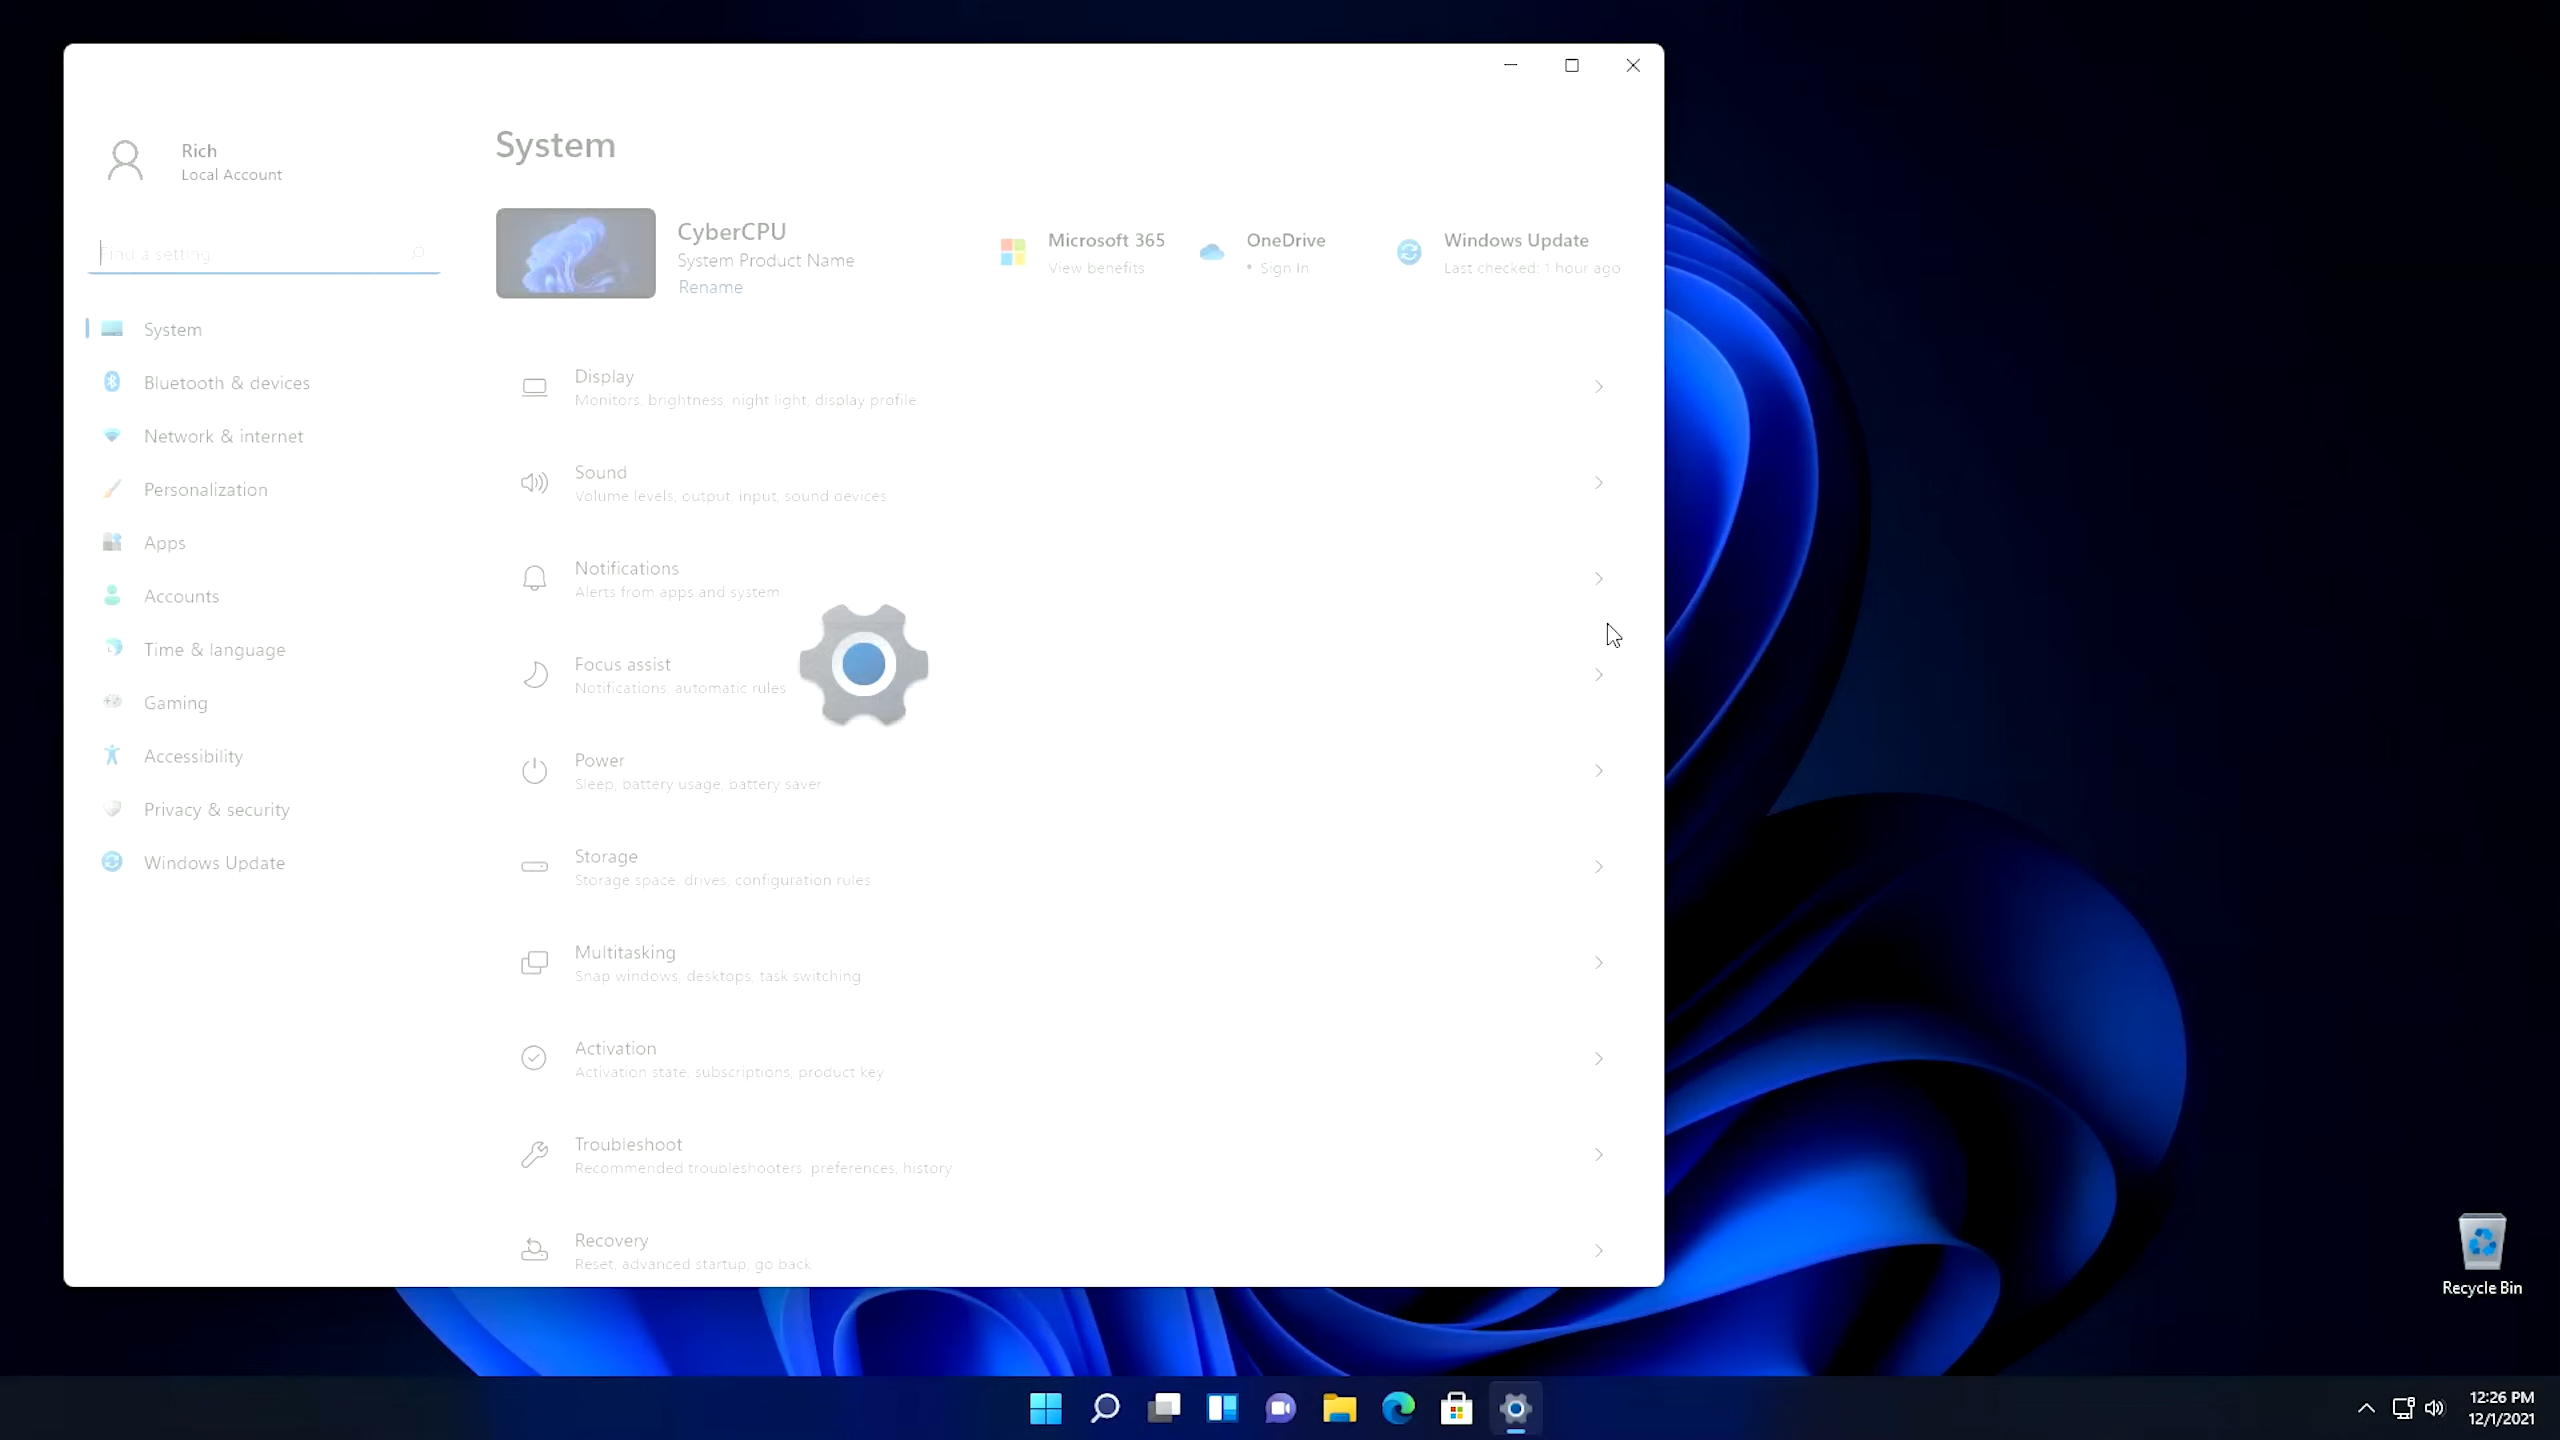 System
Rich
Local Account
Find a setting
CyberCPU
System Product Name
Rename
Microsoft 365
View benefits
OneDrive
• Sign In
Windows Update
Last checked: 1 hour ago
System
Bluetooth & devices
Network & internet
Personalization
Apps
Accounts
Time & language
Gaming
Accessibility
Privacy & security
Windows Update
Display
Monitors, brightness, night light, display profile
Sound
Volume levels, output, input, sound devices
Notifications
Alerts from apps and system
Focus assist
Notifications, automatic rules
Power
Sleep, battery usage, battery saver
Storage
Storage space, drives, configuration rules
Multitasking
Snap windows, desktops, task switching
Activation
Activation state, subscriptions, product key
Troubleshoot
Recommended troubleshooters, preferences, history
Recovery
Reset, advanced startup, go back
Recycle Bin
12:26 PM
12/1/2021